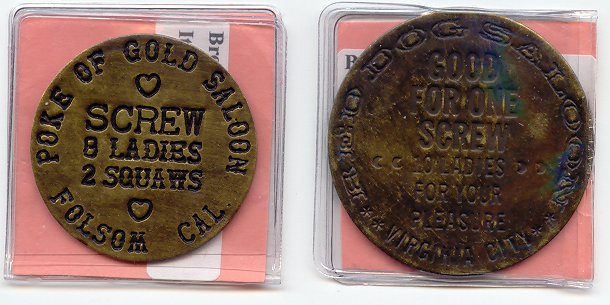 POKE OF GOLD SALOON
SCREW
8 LADIES
2 SQUAWS
FOLSOM CAL.
RED DOG SALOON
GOOD
FOR ONE
SCREW
10 LADIES
FOR YOUR
PLEASURE
VIRGINIA CITY